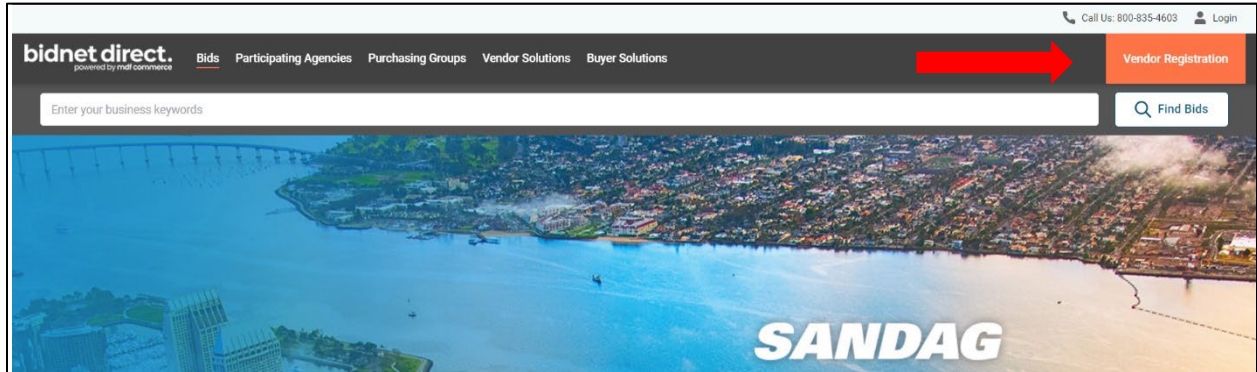 Call Us: 800-835-4603 Login
bidnet direct. Bids Participating Agencies Purchasing Groups Vendor Solutions Buyer Solutions Vendor Registration
powered by mdf commerce
Enter your business keywords Find Bids
SANDAG